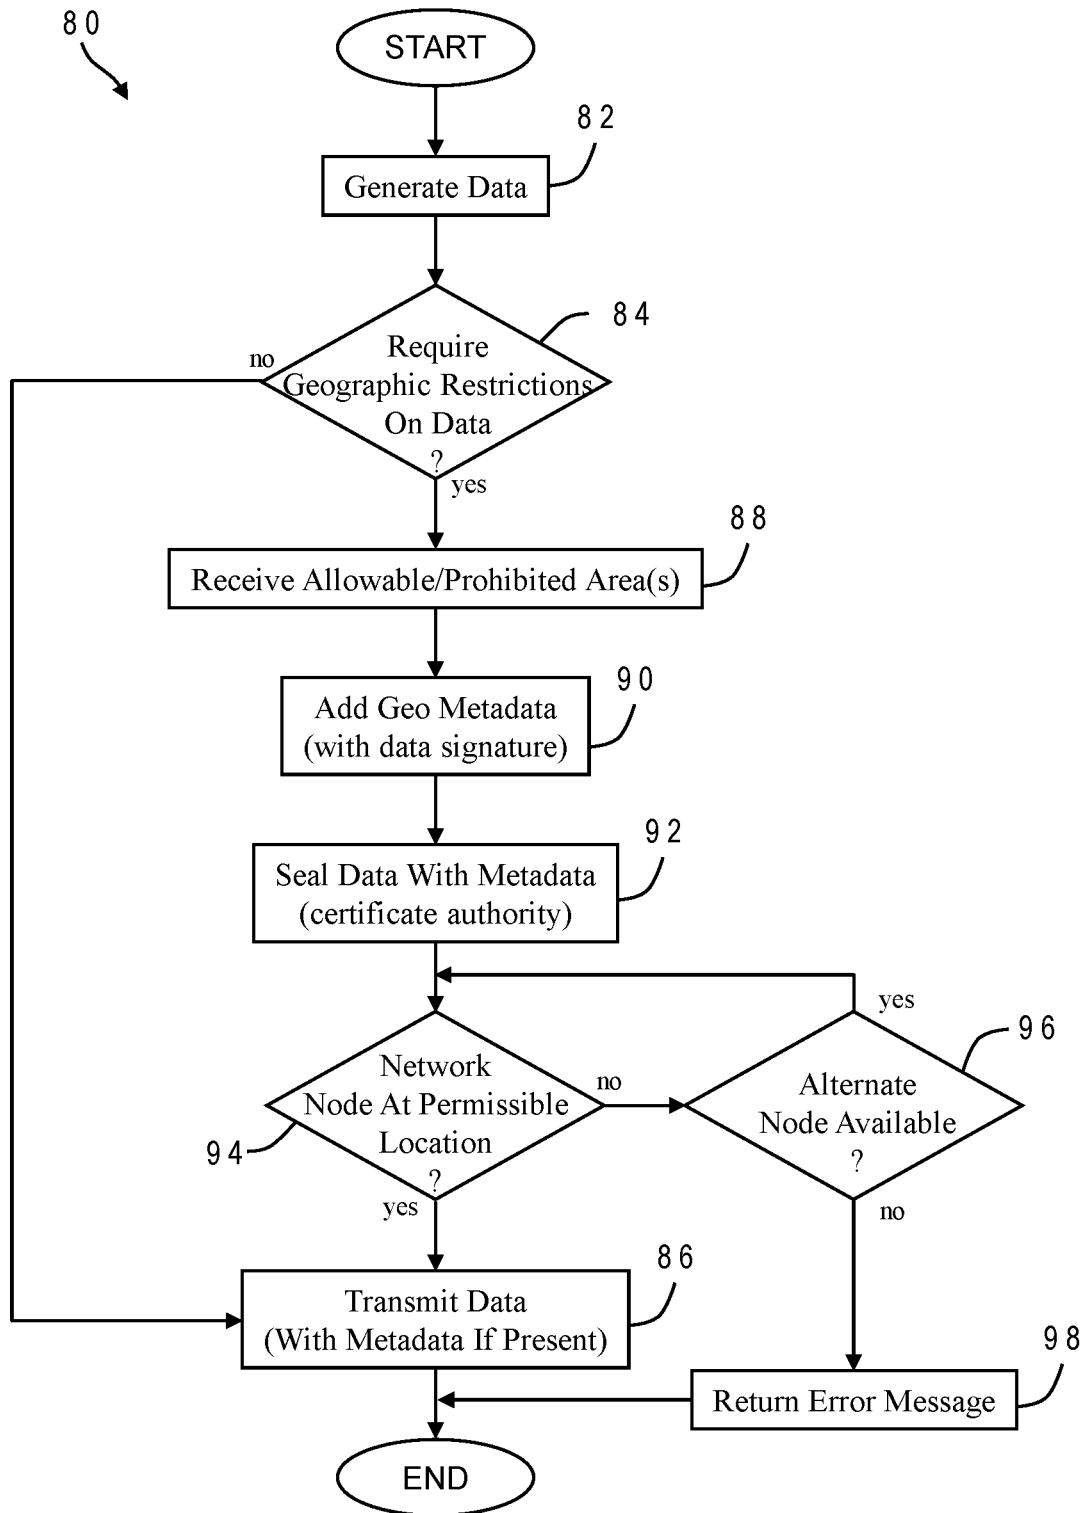 80
START
82
Generate Data
84
no
Require
Geographic Restrictions
On Data
?
yes
88
Receive Allowable/Prohibited Area(s)
90
Add Geo Metadata
(with data signature)
92
Seal Data With Metadata
(certificate authority)
yes
96
Network
Node At Permissible
Location
?
no
Alternate
Node Available
?
94
yes
no
86
Transmit Data
(With Metadata If Present)
98
Return Error Message
END